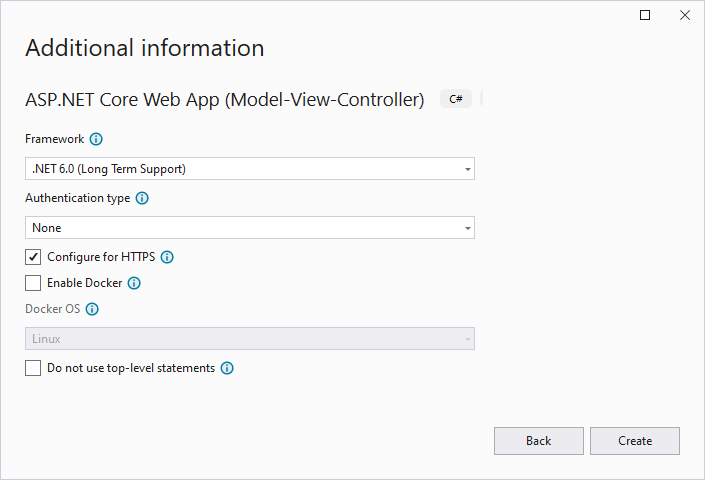 Additional information
ASP.NET Core Web App (Model-View-Controller) C#
Framework
.NET 6.0 (Long Term Support)
Authentication type
None
Configure for HTTPS
Enable Docker
Docker OS
Linux
Do not use top-level statements
Back Create